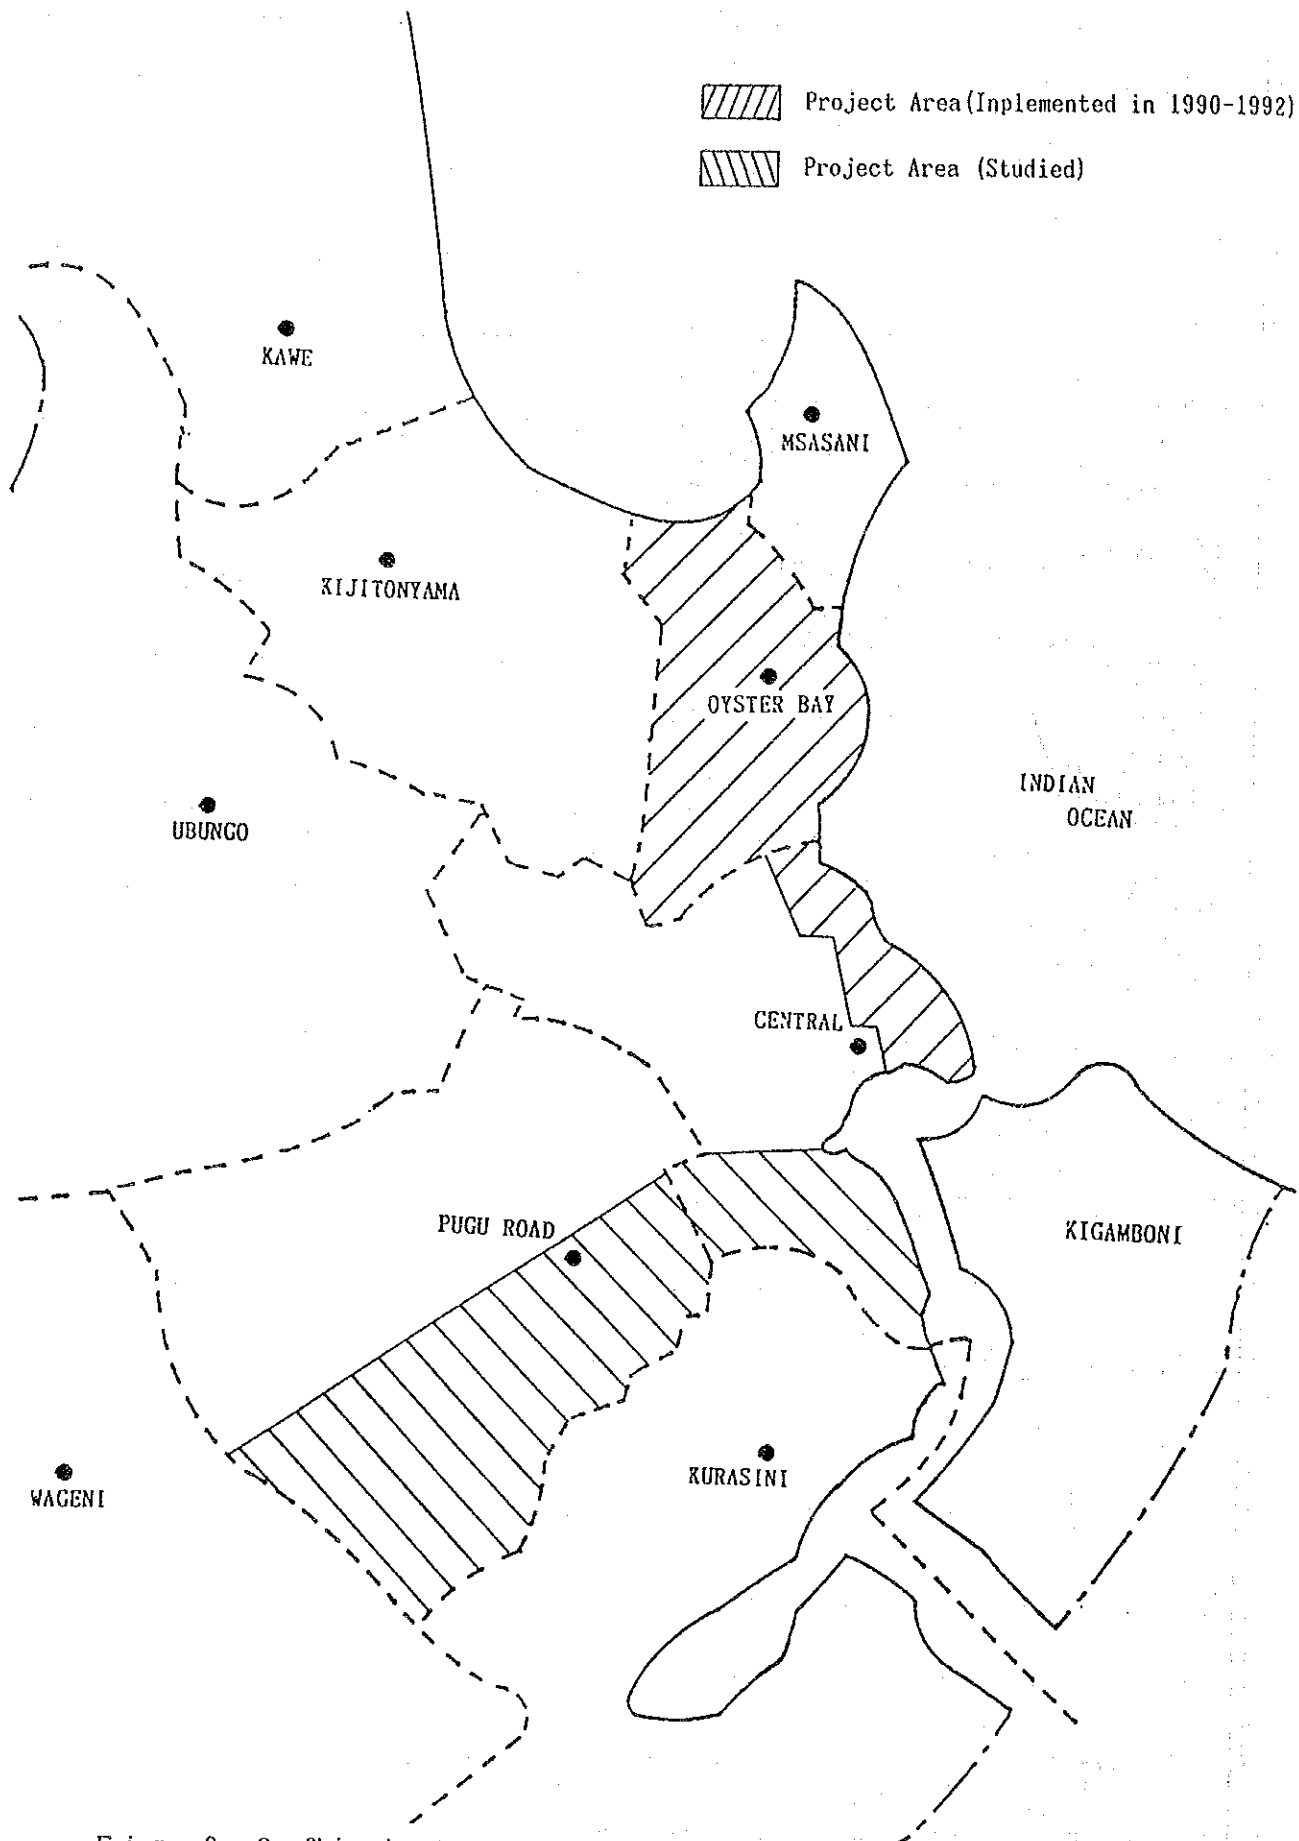 Project Area(Inplemented in 1990-1992)
Project Area (Studied)
KAWE
MSASANI
KIJITONYAMA
OYSTER BAY
INDIAN
OCEAN
UBUNGO
CENTRAL
PUGU ROAD
KIGAMBONI
KURASINI
WAGENI